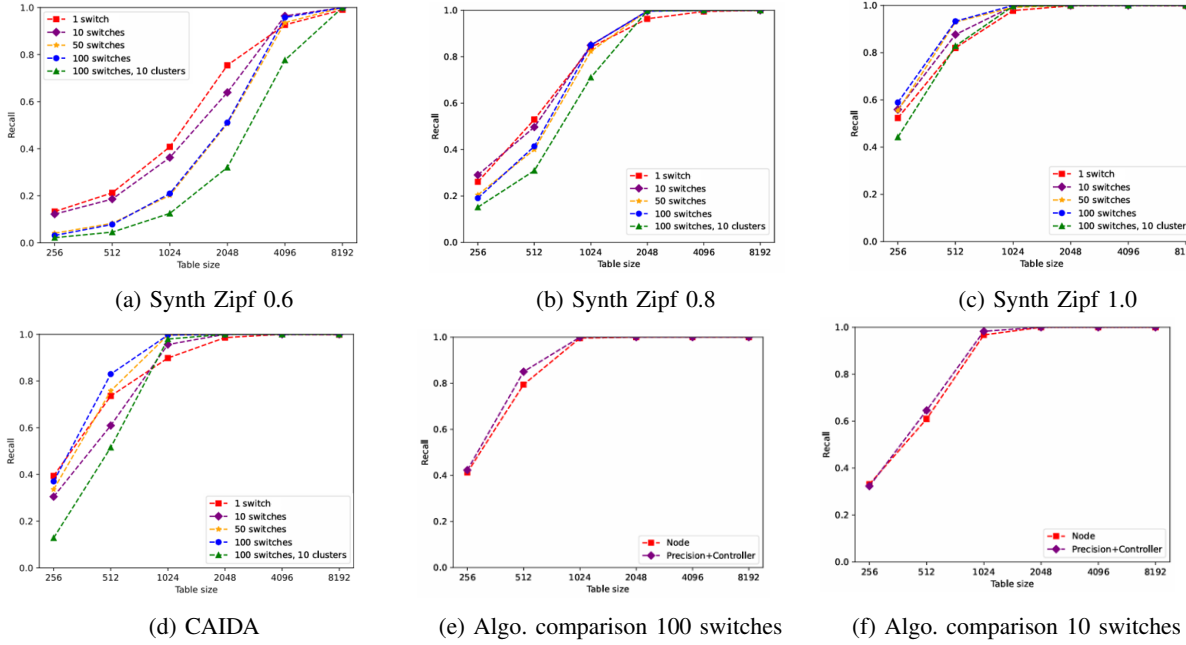 1.0
0.8
0.6
0.4
0.2
0.0
Recall
1 switch
10 switches
50 switches
100 switches
100 switches, 10 clusters
256 512 1024 2048 4096 8192
Table size
(a) Synth Zipf 0.6
1.0
0.8
0.6
0.4
0.2
0.0
Recall
1 switch
10 switches
50 switches
100 switches
100 switches, 10 clusters
256 512 1024 2048 4096 8192
Table size
(b) Synth Zipf 0.8
1.0
0.8
0.6
0.4
0.2
0.0
Recall
1 switch
10 switches
50 switches
100 switches
100 switches, 10 clusters
256 512 1024 2048 4096 8192
Table size
(c) Synth Zipf 1.0
1.0
0.8
0.6
0.4
0.2
0.0
Recall
1 switch
10 switches
50 switches
100 switches
100 switches, 10 clusters
256 512 1024 2048 4096 8192
Table size
(d) CAIDA
1.0
0.8
0.6
0.4
0.2
0.0
Recall
Node
Precision+Controller
256 512 1024 2048 4096 8192
Table size
(e) Algo. comparison 100 switches
1.0
0.8
0.6
0.4
0.2
0.0
Recall
Node
Precision+Controller
256 512 1024 2048 4096 8192
Table size
(f) Algo. comparison 10 switches